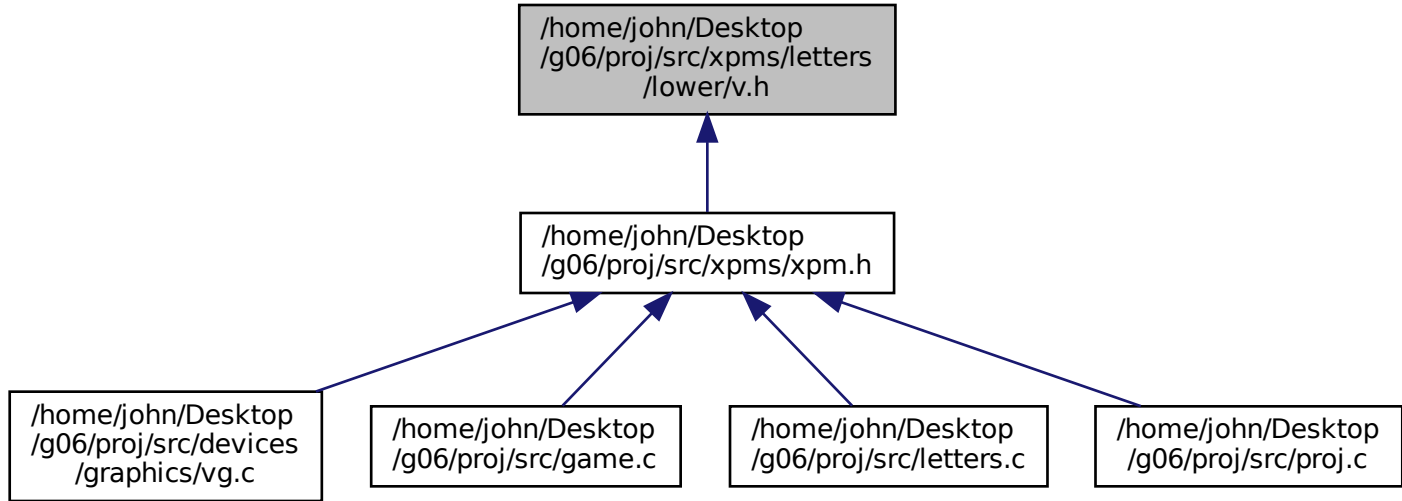 /home/john/Desktop
/g06/proj/src/xpms/letters
/lower/v.h
/home/john/Desktop
/g06/proj/src/xpms/xpm.h
/home/john/Desktop
/g06/proj/src/devices
/graphics/vg.c
/home/john/Desktop
/g06/proj/src/game.c
/home/john/Desktop
/g06/proj/src/letters.c
/home/john/Desktop
/g06/proj/src/proj.c